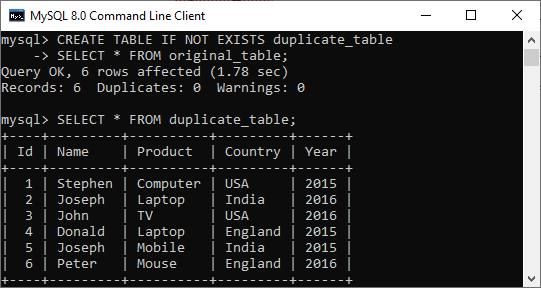 MySQL 8.0 Command Line Client
mysql> CREATE TABLE IF NOT EXISTS duplicate_table
    -> SELECT * FROM original_table;
Query OK, 6 rows affected (1.78 sec)
Records: 6  Duplicates: 0  Warnings: 0

mysql> SELECT * FROM duplicate_table;
+----+---------+----------+---------+------+
| Id | Name    | Product  | Country | Year |
+----+---------+----------+---------+------+
|  1 | Stephen | Computer | USA     | 2015 |
|  2 | Joseph  | Laptop   | India   | 2016 |
|  3 | John    | TV       | USA     | 2016 |
|  4 | Donald  | Laptop   | England | 2015 |
|  5 | Joseph  | Mobile   | India   | 2015 |
|  6 | Peter   | Mouse    | England | 2016 |
+----+---------+----------+---------+------+